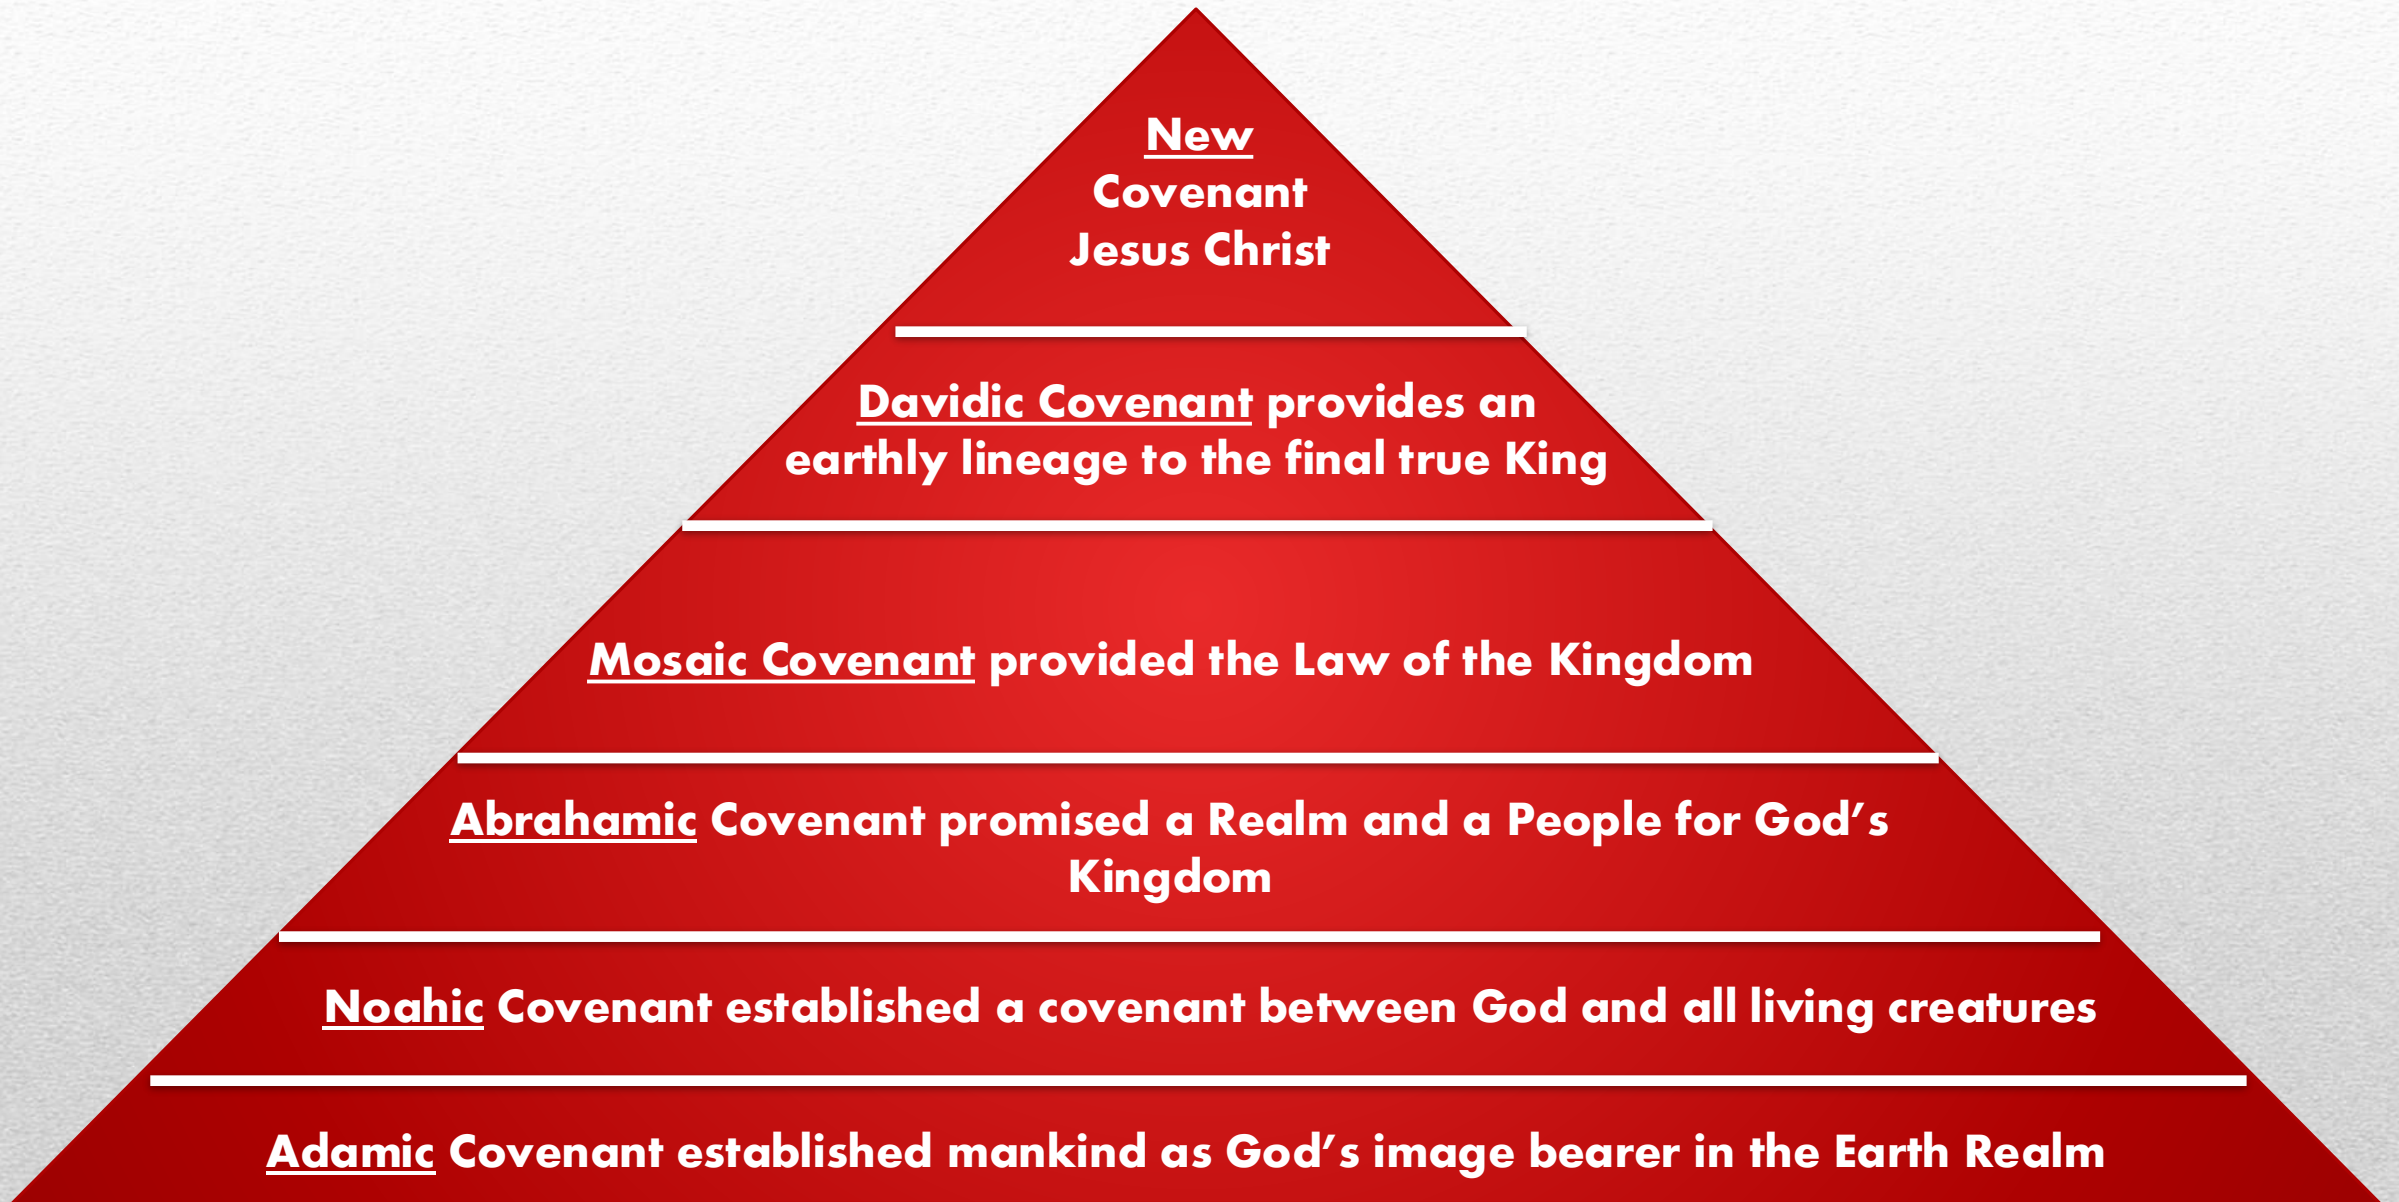 New
Covenant
Jesus Christ
Davidic Covenant provides an
earthly lineage to the final true King
Mosaic Covenant provided the Law of the Kingdom
Abrahamic Covenant promised a Realm and a People for God’s
Kingdom
Noahic Covenant established a covenant between God and all living creatures
Adamic Covenant established mankind as God’s image bearer in the Earth Realm